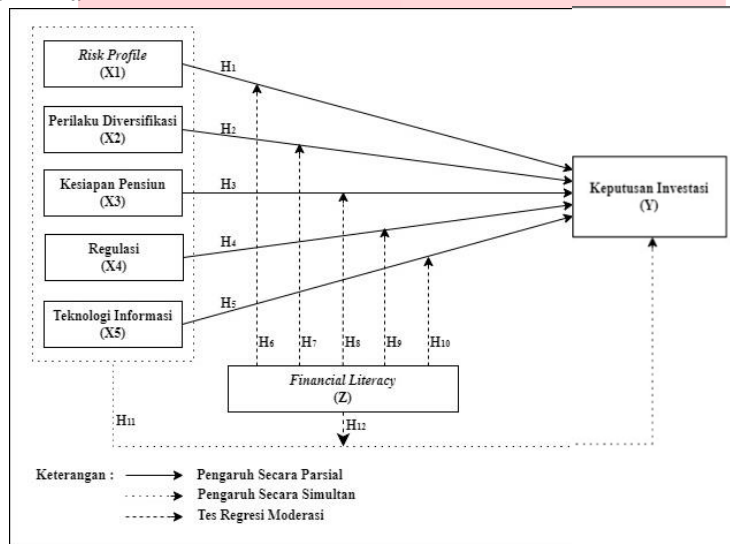 Risk Profile
(X1)
H1
Perilaku Diversifikasi
(X2)
H2
Kesiapan Pensiun
(X3)
H3
Keputusan Investasi
(Y)
Regulasi
(X4)
H4
Teknologi Informasi
(X5)
H5
H6
H7
H8
H9
H10
Financial Literacy
(Z)
H11
H12
Keterangan :
Pengaruh Secara Parsial
Pengaruh Secara Simultan
Tes Regresi Moderasi